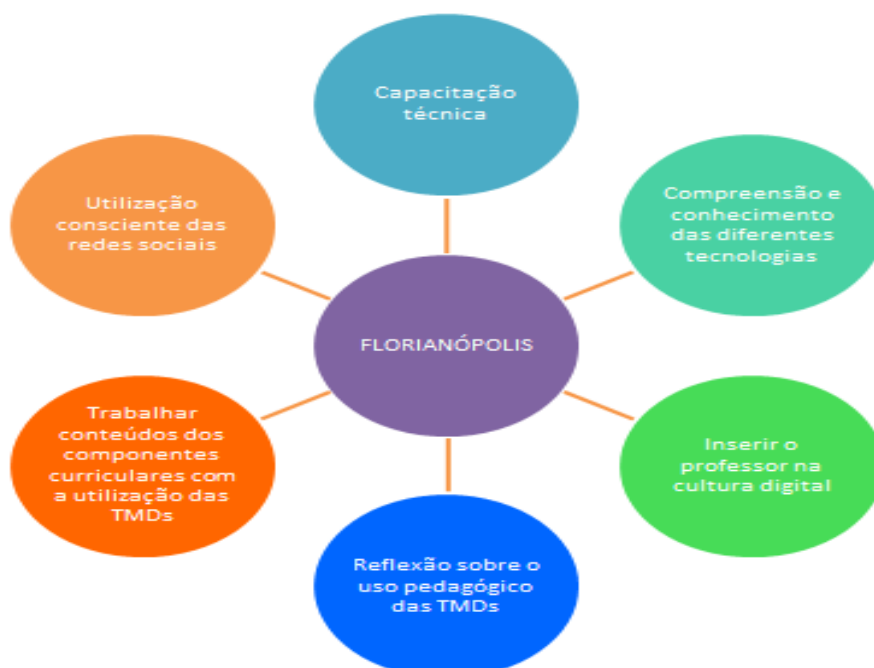 Capacitação
técnica
Compreensão e
conhecimento
das diferentes
tecnologias
Inserir o
professor na
cultura digital
Reflexão sobre o
uso pedagógico
das TMDs
Trabalhar
conteúdos dos
componentes
curriculares com
a utilização das
TMDs
Utilização
consciente das
redes sociais
FLORIANÓPOLIS